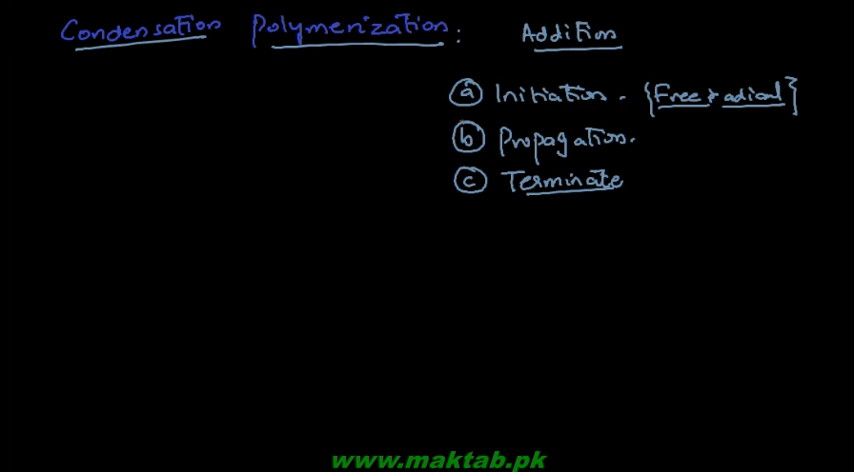 Condensation Polymerization : Addition
(a) Initiation. {Free radical}
(b) Propagation.
(c) Terminate
www.maktab.pk